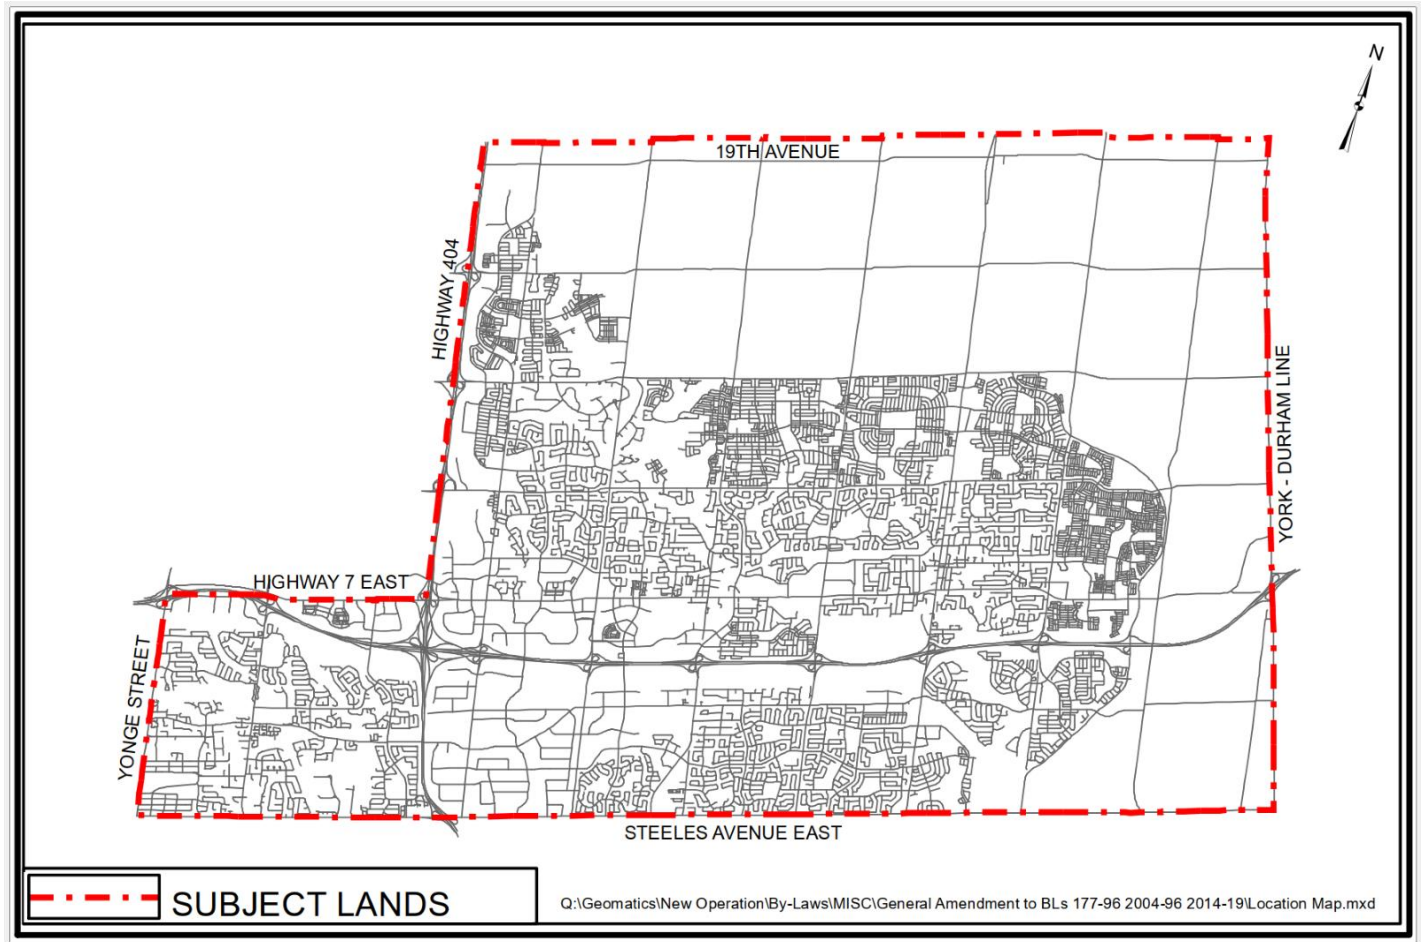 N
19TH AVENUE
HIGHWAY 404
YORK - DURHAM LINE
HIGHWAY 7 EAST
YONGE STREET
STEELES AVENUE EAST
SUBJECT LANDS
Q:\Geomatics\New Operation\By-Laws\MISC\General Amendment to BLs 177-96 2004-96 2014-19\Location Map.mxd